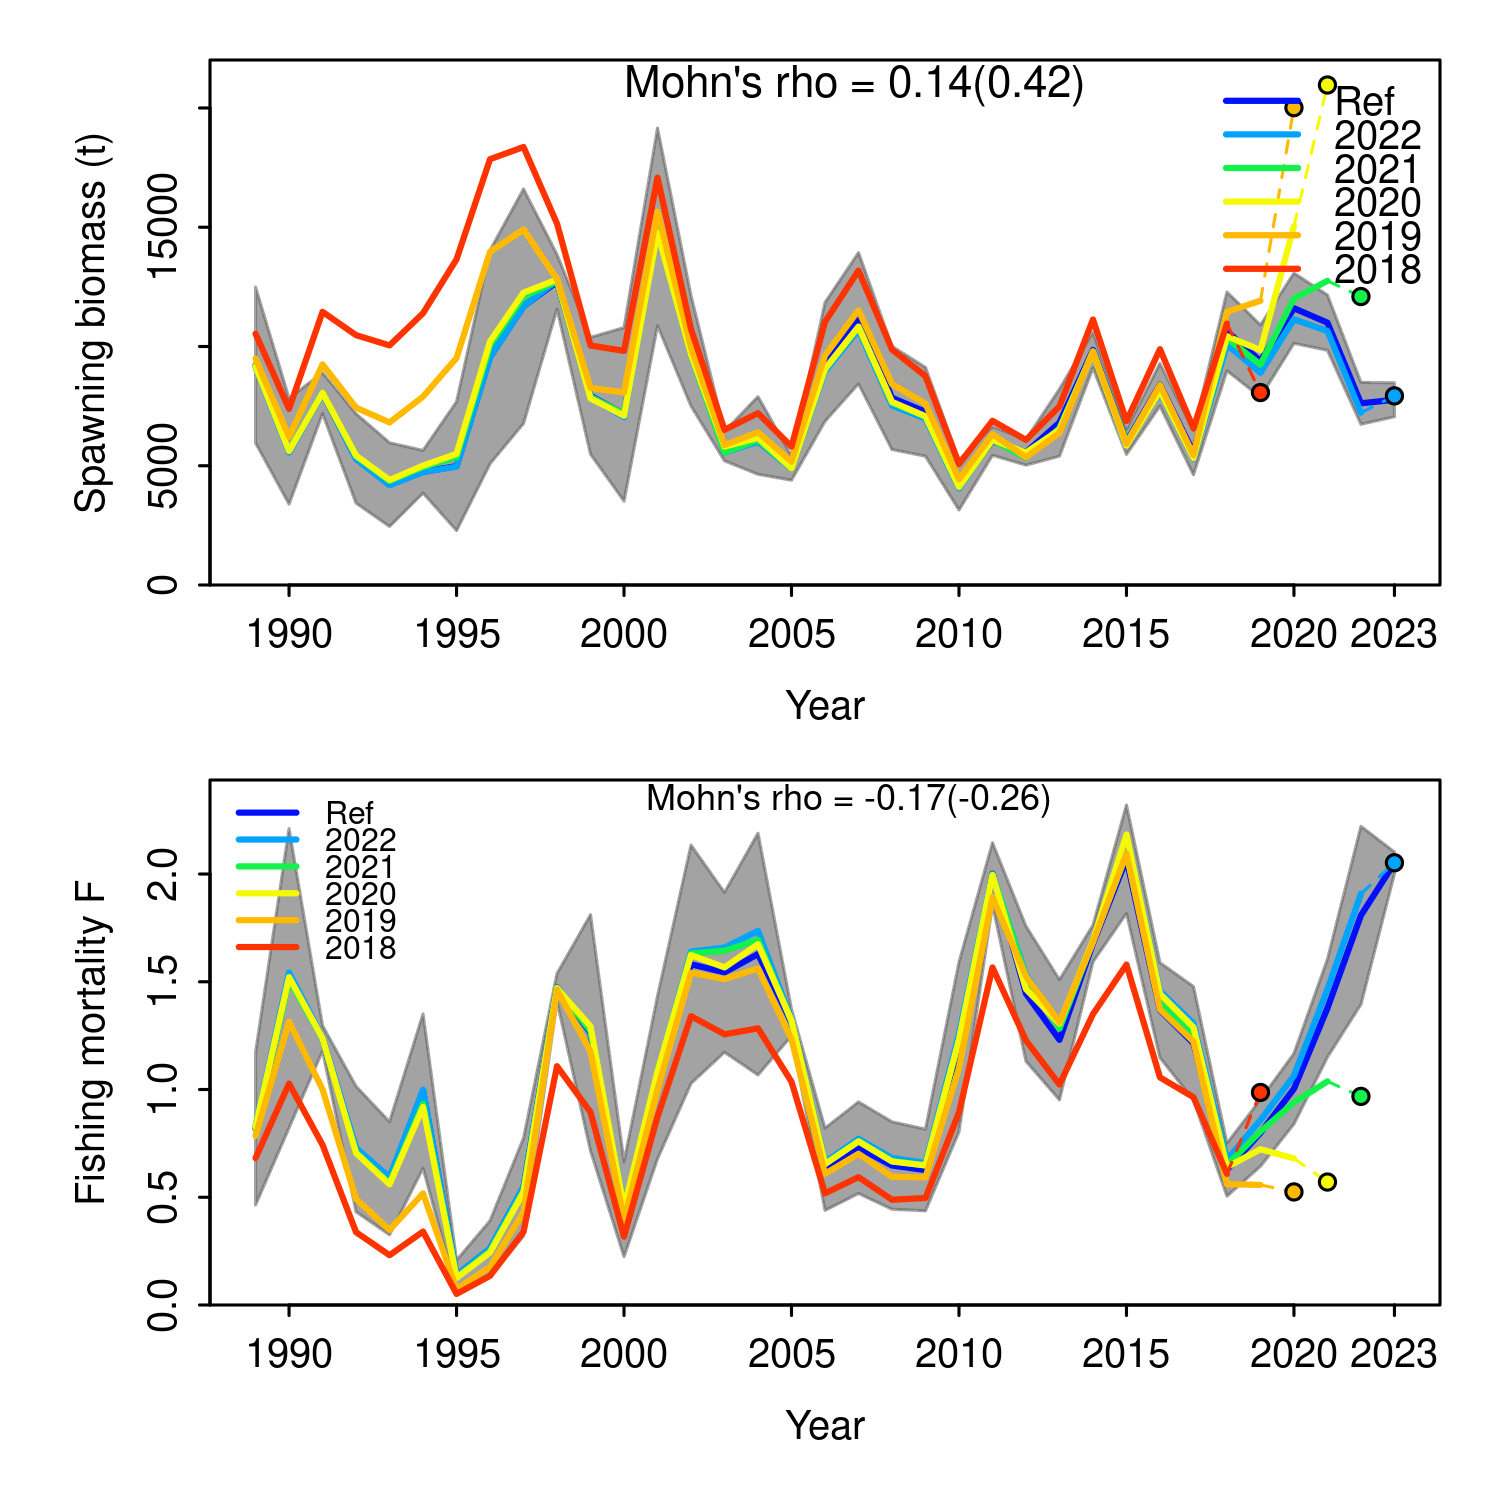 Mohn's rho = 0.14(0.42)
Ref
2022
2021
2020
2019
2018
Spawning biomass (t)
0
5000
15000
1990 1995 2000 2005 2010 2015 2020 2023
Year
Mohn's rho = -0.17(-0.26)
Ref
2022
2021
2020
2019
2018
Fishing mortality F
0.0
0.5
1.0
1.5
2.0
1990 1995 2000 2005 2010 2015 2020 2023
Year